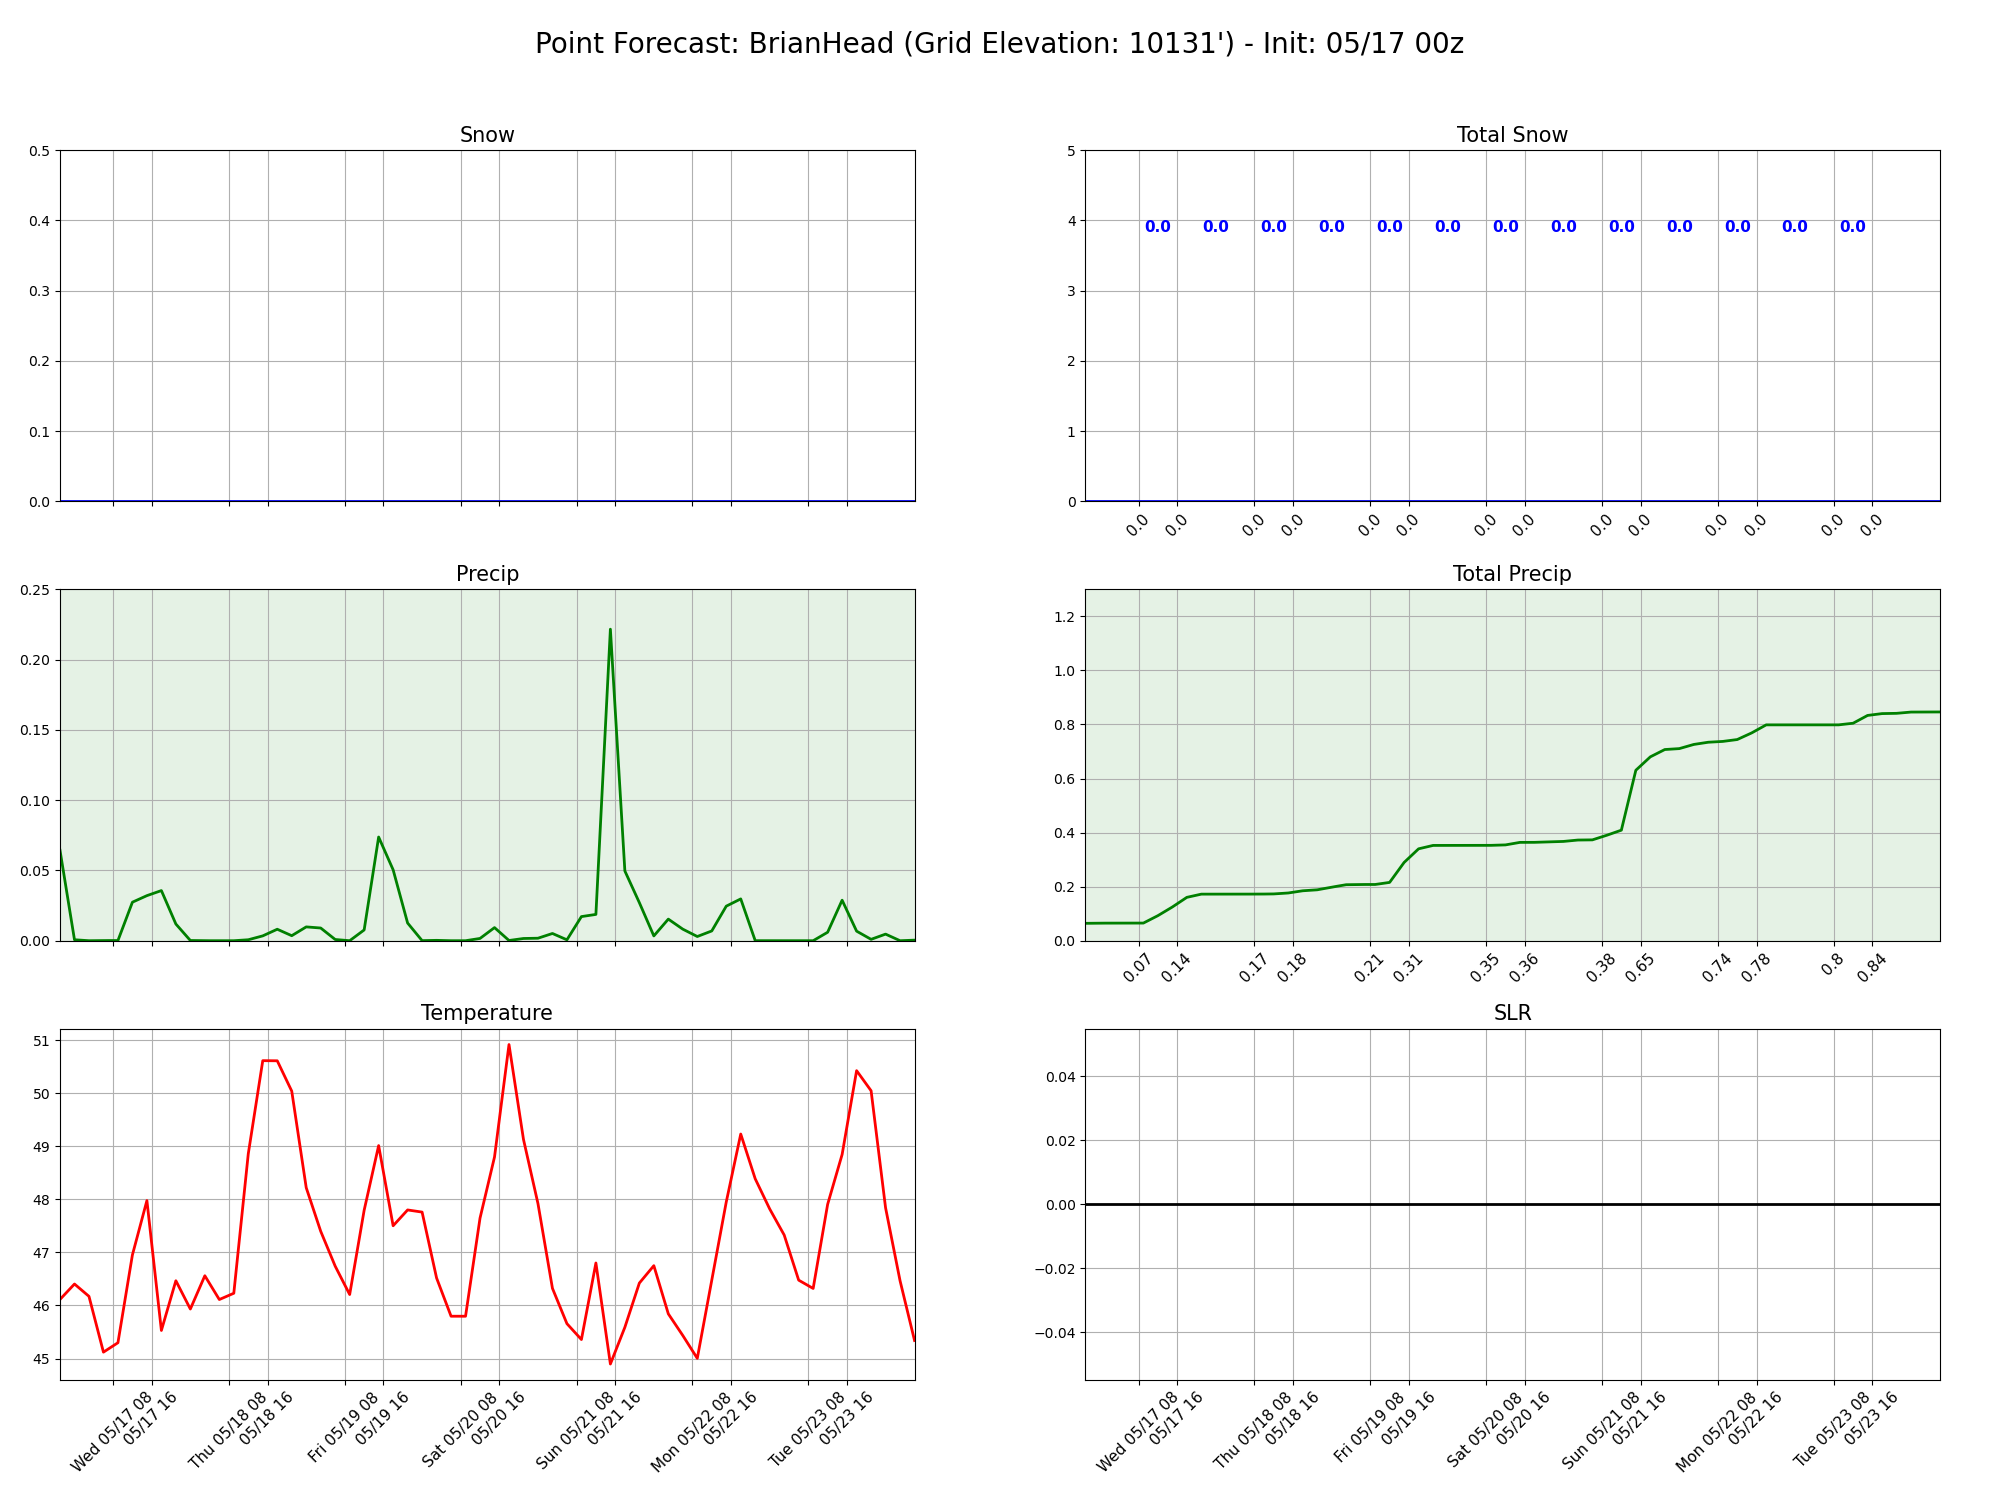 Point Forecast: BrianHead (Grid Elevation: 10131') - Init: 05/17 00z
Snow
0.5
0.4
0.3
0.2
0.1
0.0
Total Snow
5
4
3
2
1
0
0.0 0.0 0.0 0.0 0.0 0.0 0.0 0.0 0.0 0.0 0.0 0.0 0.0
0.0 0.0 0.0 0.0 0.0 0.0 0.0 0.0 0.0 0.0 0.0 0.0 0.0 0.0
Precip
0.25
0.20
0.15
0.10
0.05
0.00
Total Precip
1.2
1.0
0.8
0.6
0.4
0.2
0.0
0.07 0.14 0.17 0.18 0.21 0.31 0.35 0.36 0.38 0.65 0.74 0.78 0.8 0.84
Temperature
51
50
49
48
47
46
45
Wed 05/17 08
05/17 16
Thu 05/18 08
05/18 16
Fri 05/19 08
05/19 16
Sat 05/20 08
05/20 16
Sun 05/21 08
05/21 16
Mon 05/22 08
05/22 16
Tue 05/23 08
05/23 16
SLR
0.04
0.02
0.00
−0.02
−0.04
Wed 05/17 08
05/17 16
Thu 05/18 08
05/18 16
Fri 05/19 08
05/19 16
Sat 05/20 08
05/20 16
Sun 05/21 08
05/21 16
Mon 05/22 08
05/22 16
Tue 05/23 08
05/23 16